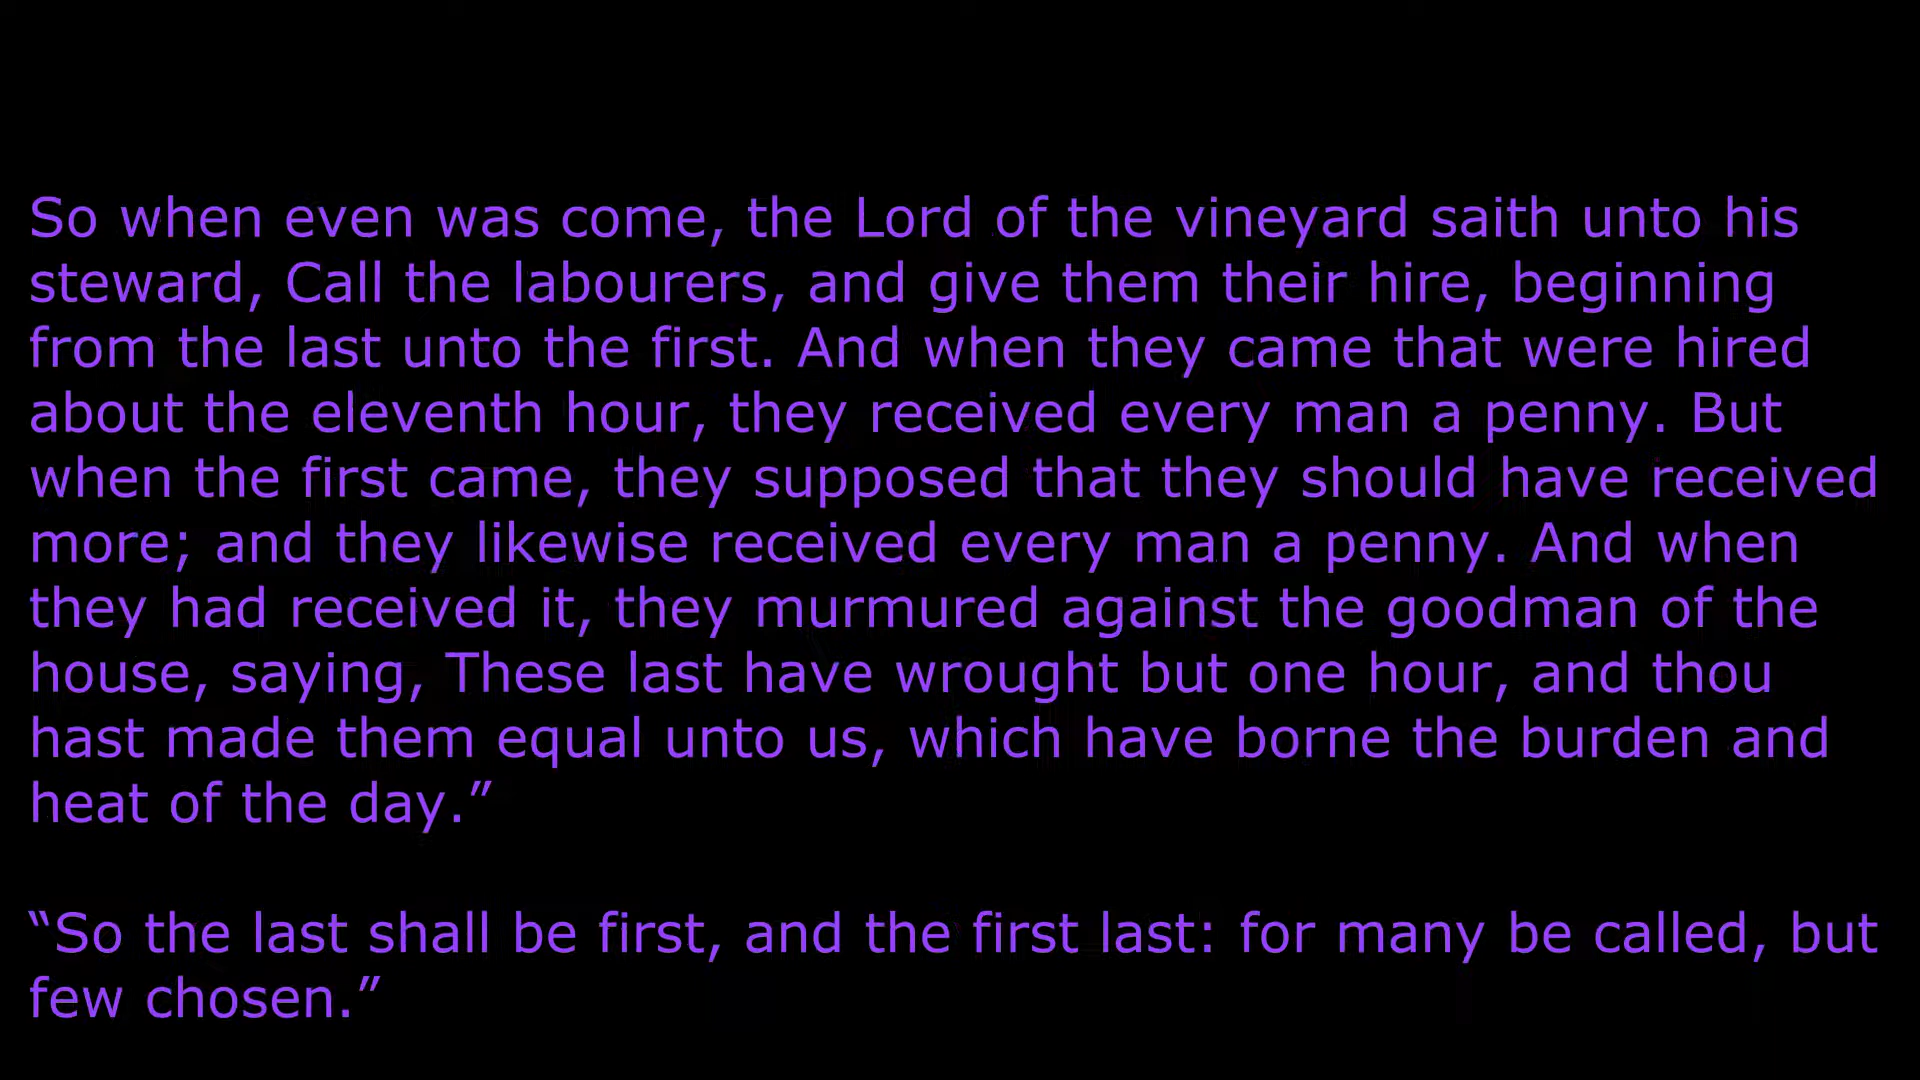 So when even was come, the Lord of the vineyard saith unto his
steward, Call the labourers, and give them their hire, beginning
from the last unto the first. And when they came that were hired
about the eleventh hour, they received every man a penny. But
when the first came, they supposed that they should have received
more; and they likewise received every man a penny. And when
they had received it, they murmured against the goodman of the
house, saying, These last have wrought but one hour, and thou
hast made them equal unto us, which have borne the burden and
heat of the day.”
“So the last shall be first, and the first last: for many be called, but
few chosen.”